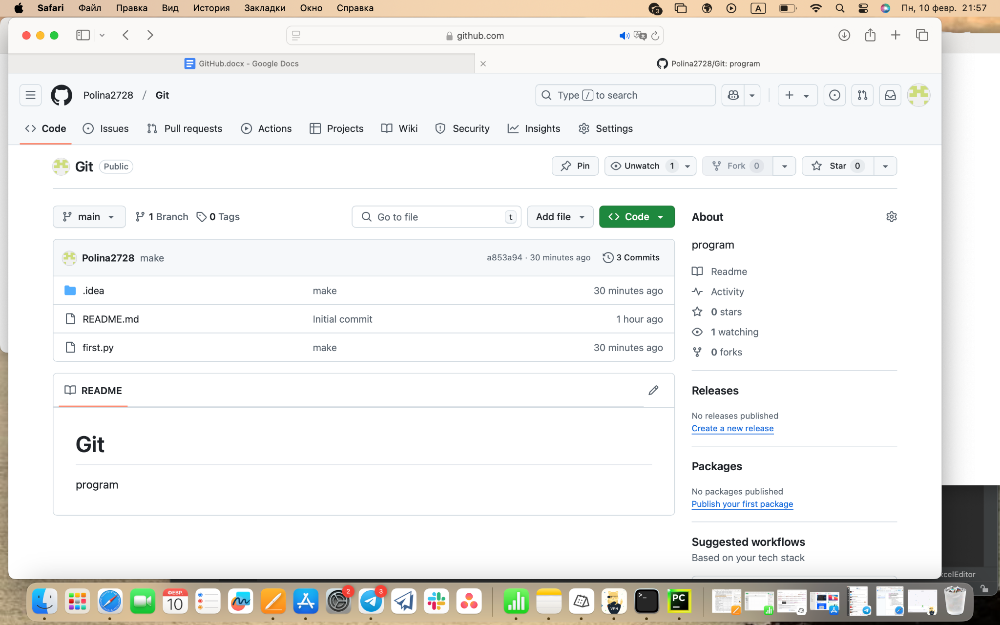 Safari Файл Правка Вид История Закладки Окно Справка 3 A Пн, 10 февр. 21:57
github.com
GitHub.docx - Google Docs Polina2728/Git: program
Polina2728 / Git Type / to search
Code Issues Pull requests Actions Projects Wiki Security Insights Settings
Git Public Pin Unwatch 1 Fork 0 Star 0
main 1 Branch 0 Tags Go to file t Add file Code
Polina2728 make a853a94 · 30 minutes ago 3 Commits
.idea make 30 minutes ago
README.md Initial commit 1 hour ago
first.py make 30 minutes ago
README
Git
program
About
program
Readme
Activity
0 stars
1 watching
0 forks
Releases
No releases published
Create a new release
Packages
No packages published
Publish your first package
Suggested workflows
Based on your tech stack
xcelEditor
ФЕВР.
10
2
3
VPN
>_
PC